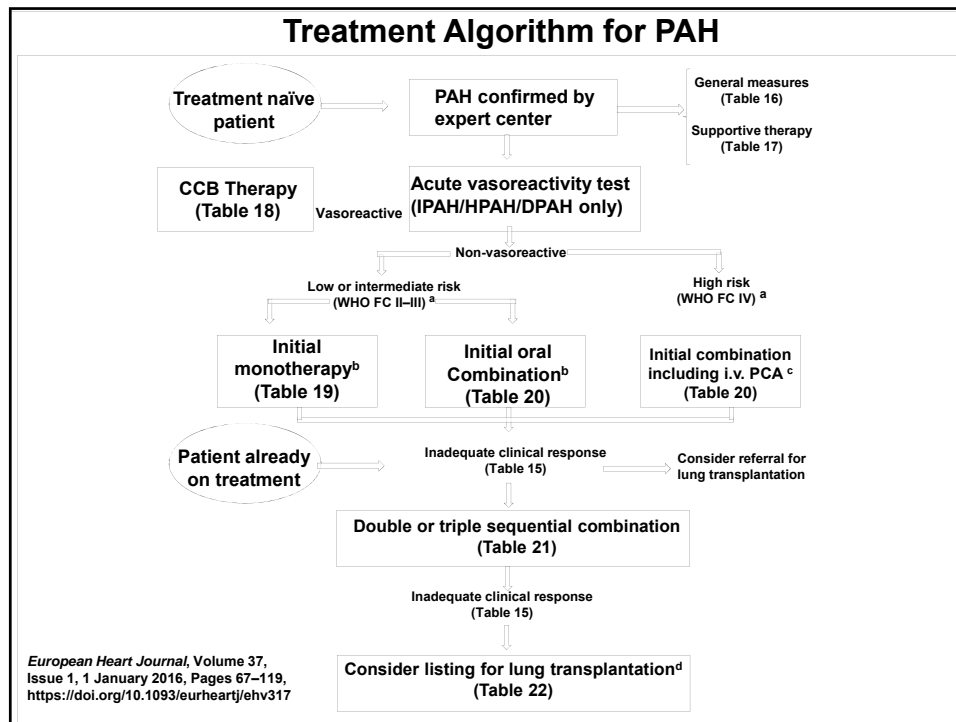 Treatment Algorithm for PAH
Treatment naïve
patient
PAH confirmed by
expert center
General measures
(Table 16)
Supportive therapy
(Table 17)
CCB Therapy
(Table 18)
Vasoreactive
Acute vasoreactivity test
(IPAH/HPAH/DPAH only)
Non-vasoreactive
Low or intermediate risk
(WHO FC II–III) a
High risk
(WHO FC IV) a
Initial
monotherapyb
(Table 19)
Initial oral
Combinationb
(Table 20)
Initial combination
including i.v. PCA c
(Table 20)
Patient already
on treatment
Inadequate clinical response
(Table 15)
Consider referral for
lung transplantation
Double or triple sequential combination
(Table 21)
Inadequate clinical response
(Table 15)
Consider listing for lung transplantationd
(Table 22)
European Heart Journal, Volume 37,
Issue 1, 1 January 2016, Pages 67–119,
https://doi.org/10.1093/eurheartj/ehv317